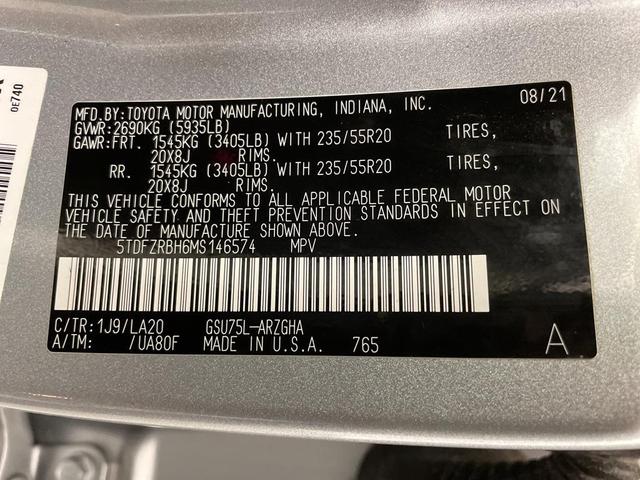 MFD.BY:TOYOTA MOTOR MANUFACTURING, INDIANA, INC. 08/21
GVWR:2690KG (5935LB)
GAWR:FRT. 1545KG (3405LB) WITH 235/55R20 TIRES,
20X8J RIMS.
RR. 1545KG (3405LB) WITH 235/55R20 TIRES,
20X8J RIMS.
THIS VEHICLE CONFORMS TO ALL APPLICABLE FEDERAL MOTOR
VEHICLE SAFETY AND THEFT PREVENTION STANDARDS IN EFFECT ON
THE DATE OF MANUFACTURE SHOWN ABOVE.
5TDFZRBH6MS146574 MPV
C/TR:1J9/LA20 GSU75L-ARZGHA
A/TM: /UA80F MADE IN U.S.A. 765 A
0E740